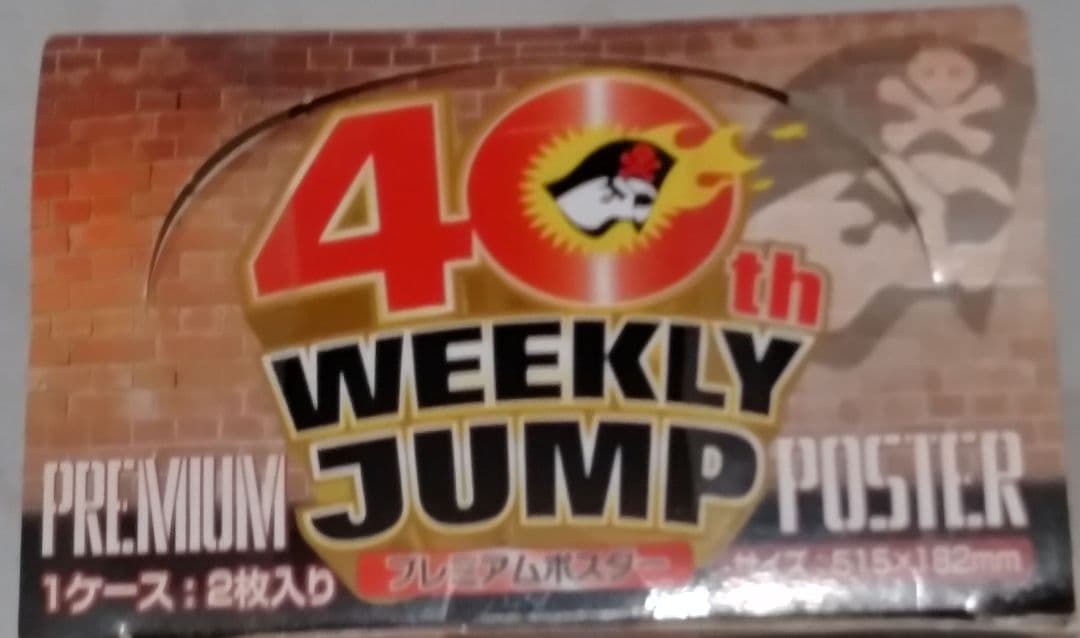 40th
WEEKLY
JUMP
PREMIUM POSTER
プレミアムポスター
1ケース:2枚入り
サイズ:515×182mm